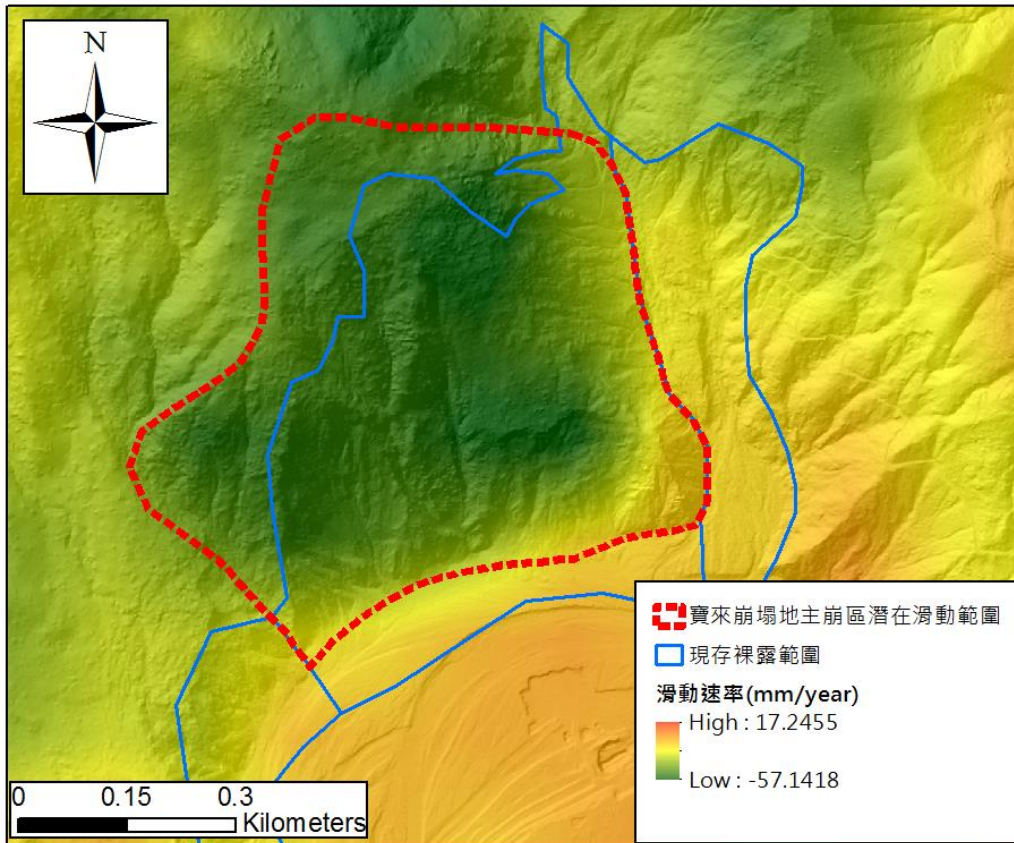 N
寶來崩塌地主崩區潛在滑動範圍
現存裸露範圍
滑動速率(mm/year)
High : 17.2455
Low : -57.1418
0 0.15 0.3
Kilometers